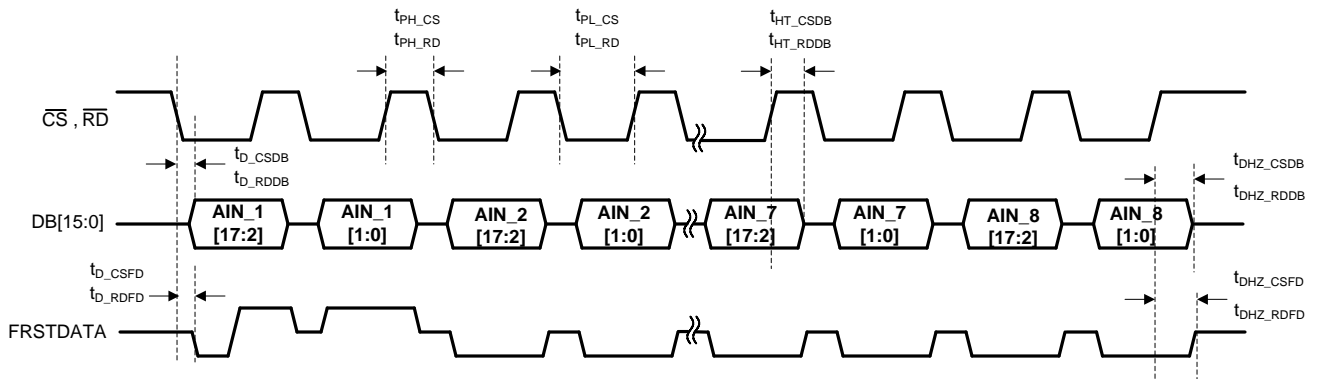 tPH_CS
tPH_RD
tPL_CS
tPL_RD
tHT_CSDB
tHT_RDDB
CS , RD
tD_CSDB
tD_RDDB
tDHZ_CSDB
tDHZ_RDDB
DB[15:0]
AIN_1 [17:2]
AIN_1 [1:0]
AIN_2 [17:2]
AIN_2 [1:0]
AIN_7 [17:2]
AIN_7 [1:0]
AIN_8 [17:2]
AIN_8 [1:0]
tD_CSFD
tD_RDFD
tDHZ_CSFD
tDHZ_RDFD
FRSTDATA